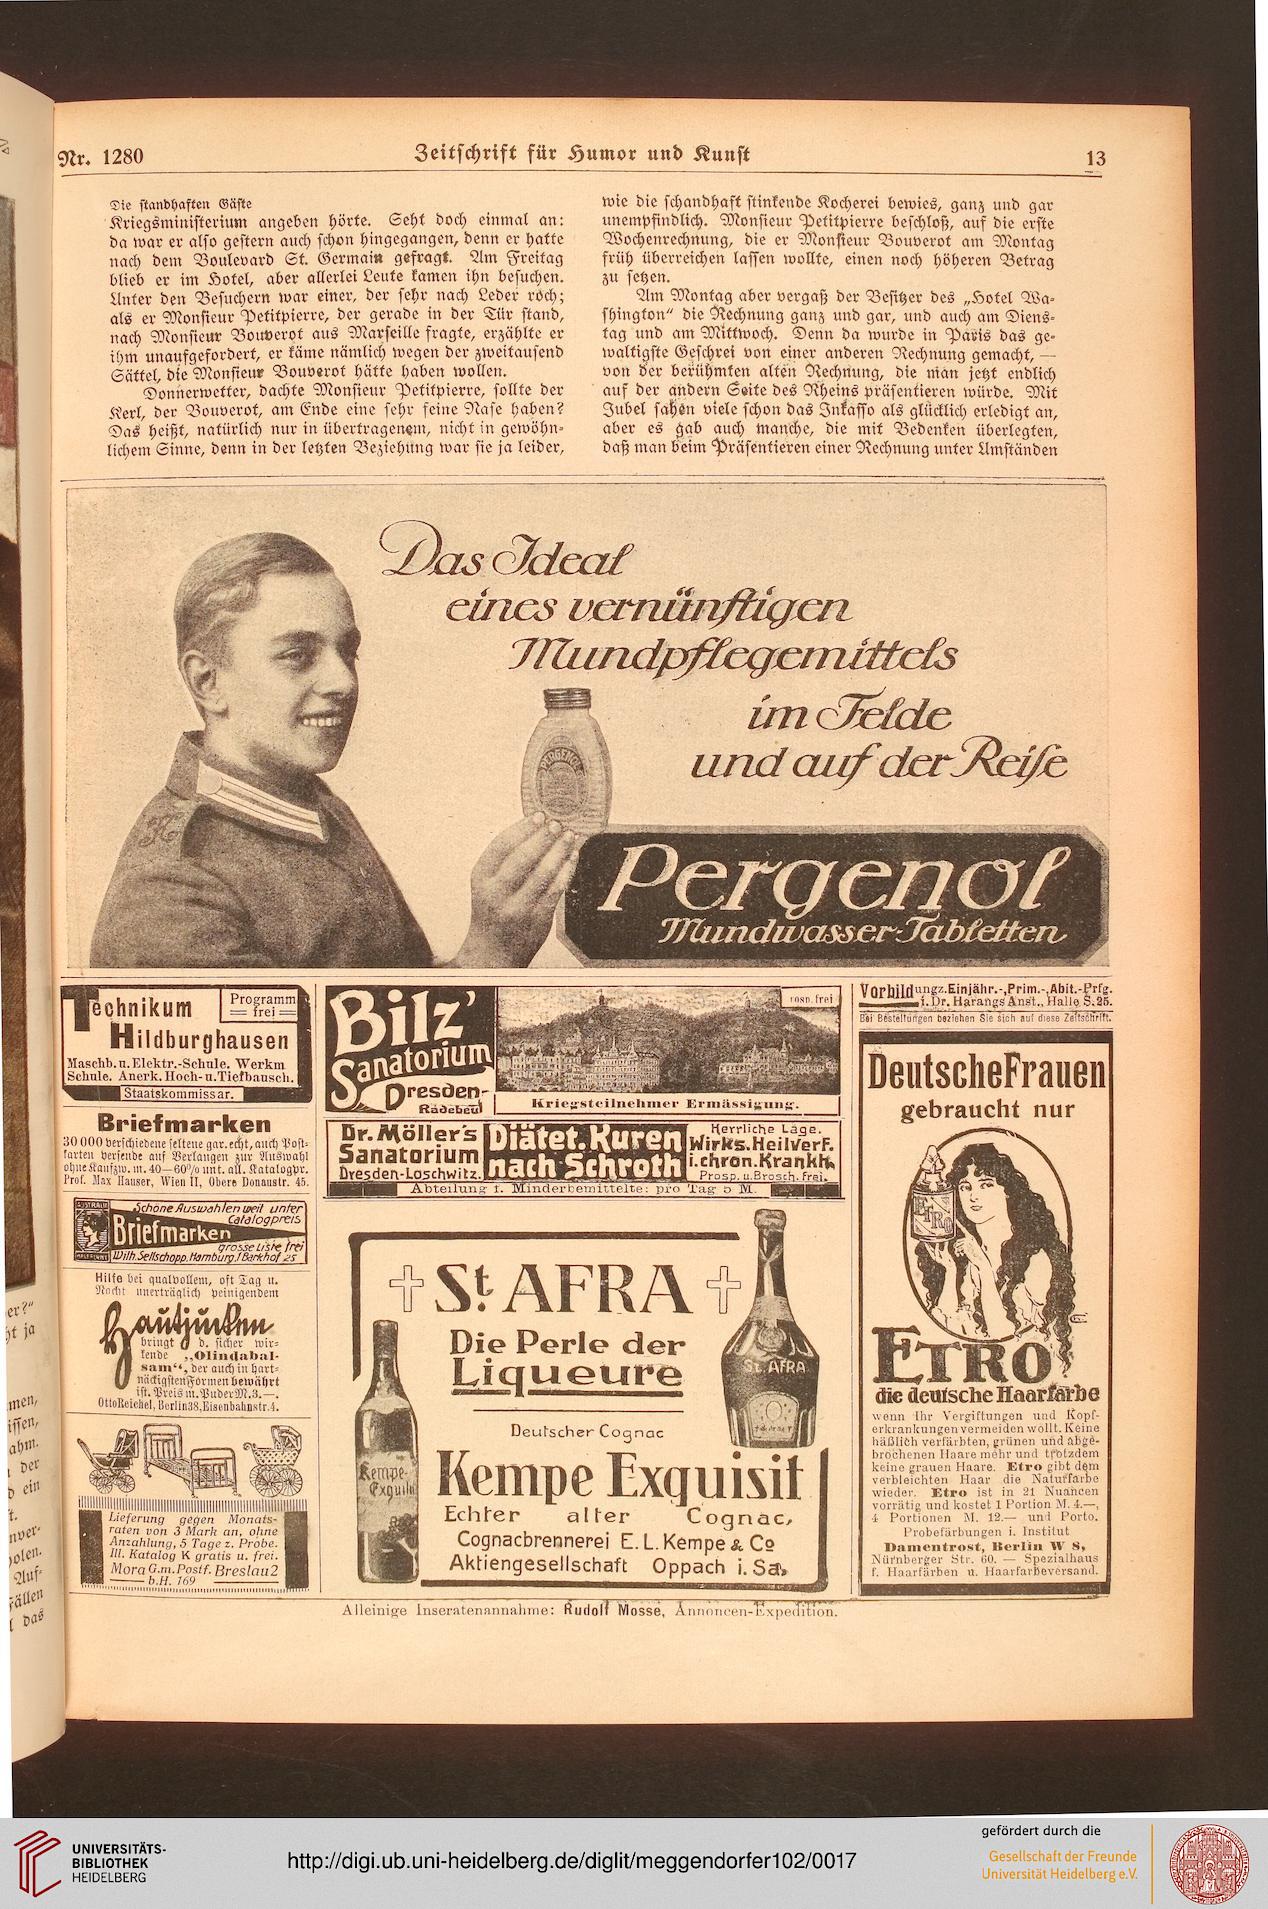 Nr. 1280
Zeitschrift für Humor und Kunst
13
Die standhaften Gäste
Kriegsministerium angeben hörte. Seht doch einmal an:
da war er also gestern auch schon hingegangen, denn er hatte
nach dem Boulevard St. Germain gefragt. Am Freitag
blieb er im Hotel, aber allerlei Leute kamen ihn besuchen.
Unter den Besuchern war einer, der sehr nach Leder roch;
als er Monsieur Petitpierre, der gerade in der Tür stand,
nach Monsieur Bouverot aus Marseille fragte, erzählte er
ihm unaufgefordert, er käme nämlich wegen der zweitausend
Sättel, die Monsieur Bouverot hätte haben wollen.
Donnerwetter, dachte Monsieur Petitpierre, sollte der
Kerl, der Bouverot, am Ende eine sehr feine Nase haben?
Das heißt, natürlich nur in übertragenem, nicht in gewöhn-
lichem Sinne, denn in der letzten Beziehung war sie ja leider,
wie die schandhaft stinkende Kocherei bewies, ganz und gar
unempfindlich. Monsieur Petitpierre beschloß, auf die erste
Wochenrechnung, die er Monsieur Bouverot am Montag
früh überreichen lassen wollte, einen noch höheren Betrag
zu setzen.
Am Montag aber vergaß der Besitzer des „Hotel Wa-
shington“ die Rechnung ganz und gar, und auch am Diens-
tag und am Mittwoch. Denn da wurde in Paris das ge-
waltigste Geschrei von einer anderen Rechnung gemacht, —
von der berühmten alten Rechnung, die man jetzt endlich
auf der andern Seite des Rheins präsentieren würde. Mit
Jubel sahen viele schon das Inkasso als glücklich erledigt an,
aber es gab auch manche, die mit Bedenken überlegten,
daß man beim Präsentieren einer Rechnung unter Umständen
Das Ideal
eines vernünftigen
Mundpflegemittels
im Felde
und auf der Reise
PERGENOL
Pergenol
Mundwasser-Tabletten
Technikum
Programm
frei
Hildburghausen
Maschb. u. Elektr.-Schule. Werkm
Schule. Anerk. Hoch- u. Tiefbausch.
Staatskommissar.
Briefmarken
30 000 verschiedene seltene gar. echt, auch Post-
karten versende auf Verlangen zur Auswahl
ohne Kaufzw. m. 40—60% unt. all. Katalogpr.
Prof. Max Hauser, Wien II, Obere Donaustr. 45.
AUSTRALIA
Schöne Auswahlen weit unter
Catalogpreis
Briefmarken
grosse Liste frei
Wilh. Sellschopp. Hamburg. I Barkhof 25
Hilfe bei qualvollem, oft Tag u.
Nacht unerträglich peinigendem
Hautjucken
bringt d. sicher wir-
kende „Olindabal-
sam“, der auch in hart-
näckigsten Formen bewährt
ist. Preis m. Puder M. 3.—.
Otto Reichel, Berlin 38, Eisenbahnstr. 4.
Lieferung gegen Monats-
raten von 3 Mark an, ohne
Anzahlung, 5 Tage z. Probe.
Ill. Katalog K gratis u. frei.
Mora G.m. Postf. Breslau 2
b.H. 169
Bilz'
Sanatorium
Dresden-
Radebeul
Prosp. frei
Kriegsteilnehmer Ermässigung.
Dr. Möller's
Sanatorium
Dresden-Loschwitz.
Diätet. Kuren
nach Schroth
Herrliche Lage.
Wirks. Heilverf.
i. chron. Krankh.
Prosp. u. Brosch. frei.
Abteilung f. Minderbemittelte: pro Tag 5 M.
St. AFRA
Die Perle der
Liqueure
Deutscher Cognac
Kempe Exquisit
Echter alter Cognac,
Cognacbrennerei E. L. Kempe & Co
Aktiengesellschaft Oppach i. Sa.
Kempe-
Exquisit
St. AFRA
Vorbildungz. Einjähr.-, Prim.-, Abit.-Prfg.
i. Dr. Harangs Anst., Halle S. 25.
Bei Bestellungen beziehen Sie sich auf diese Zeitschrift.
Deutsche Frauen
gebraucht nur
ETRO
ETRO
die deutsche Haarfarbe
wenn Ihr Vergiftungen und Kopf-
erkrankungen vermeiden wollt. Keine
häßlich verfärbten, grünen und abge-
brochenen Haare mehr und trotzdem
keine grauen Haare. Etro gibt dem
verbleichten Haar die Naturfarbe
wieder. Etro ist in 21 Nuancen
vorrätig und kostet 1 Portion M. 4.—,
4 Portionen M. 12.— und Porto.
Probefärbungen i. Institut
Damentrost, Berlin W 8,
Nürnberger Str. 60. — Spezialhaus
f. Haarfärben u. Haarfarbeversand.
Alleinige Inseratenannahme: Rudolf Mosse, Annoncen-Expedition.
UNIVERSITÄTS-
BIBLIOTHEK
HEIDELBERG
http://digi.ub.uni-heidelberg.de/diglit/meggendorfer102/0017
gefördert durch die
Gesellschaft der Freunde
Universität Heidelberg e.V.